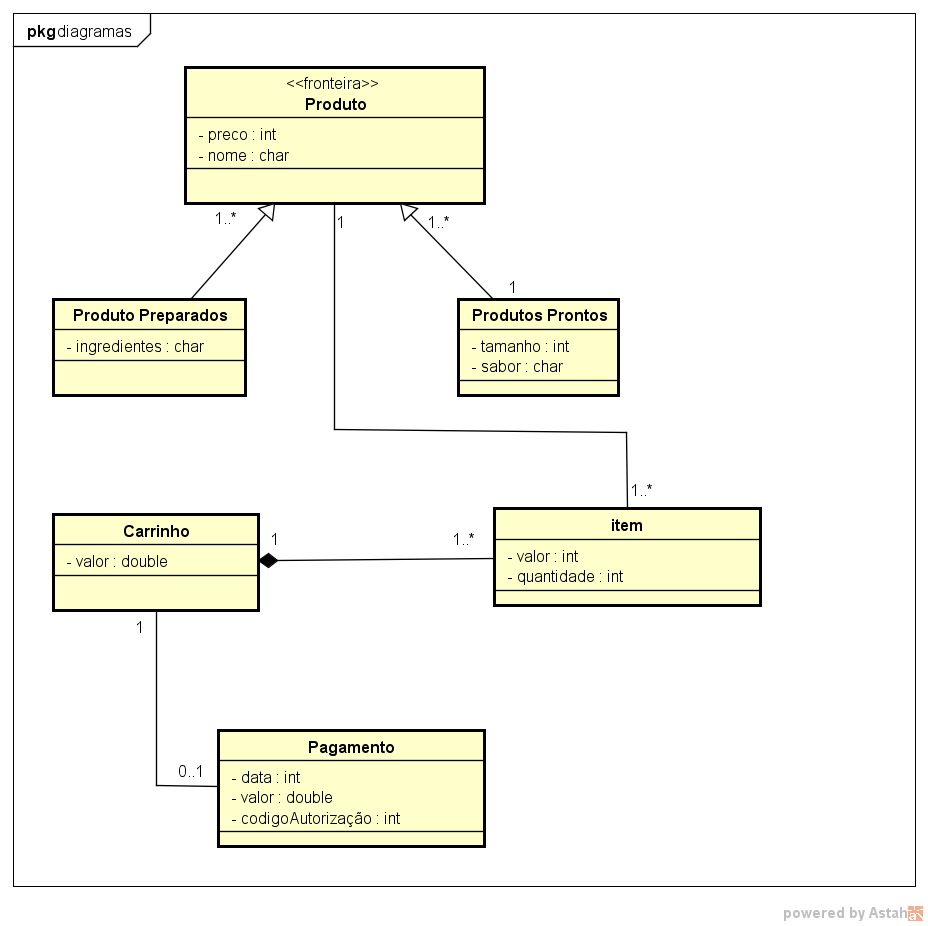 pkg diagramas
<<fronteira>>
Produto
- preco : int
- nome : char
1..*
1
1..*
1
Produto Preparados
- ingredientes : char
Produtos Prontos
- tamanho : int
- sabor : char
1..*
Carrinho
- valor : double
1
1..*
item
- valor : int
- quantidade : int
1
0..1
Pagamento
- data : int
- valor : double
- codigoAutorização : int
powered by Astah